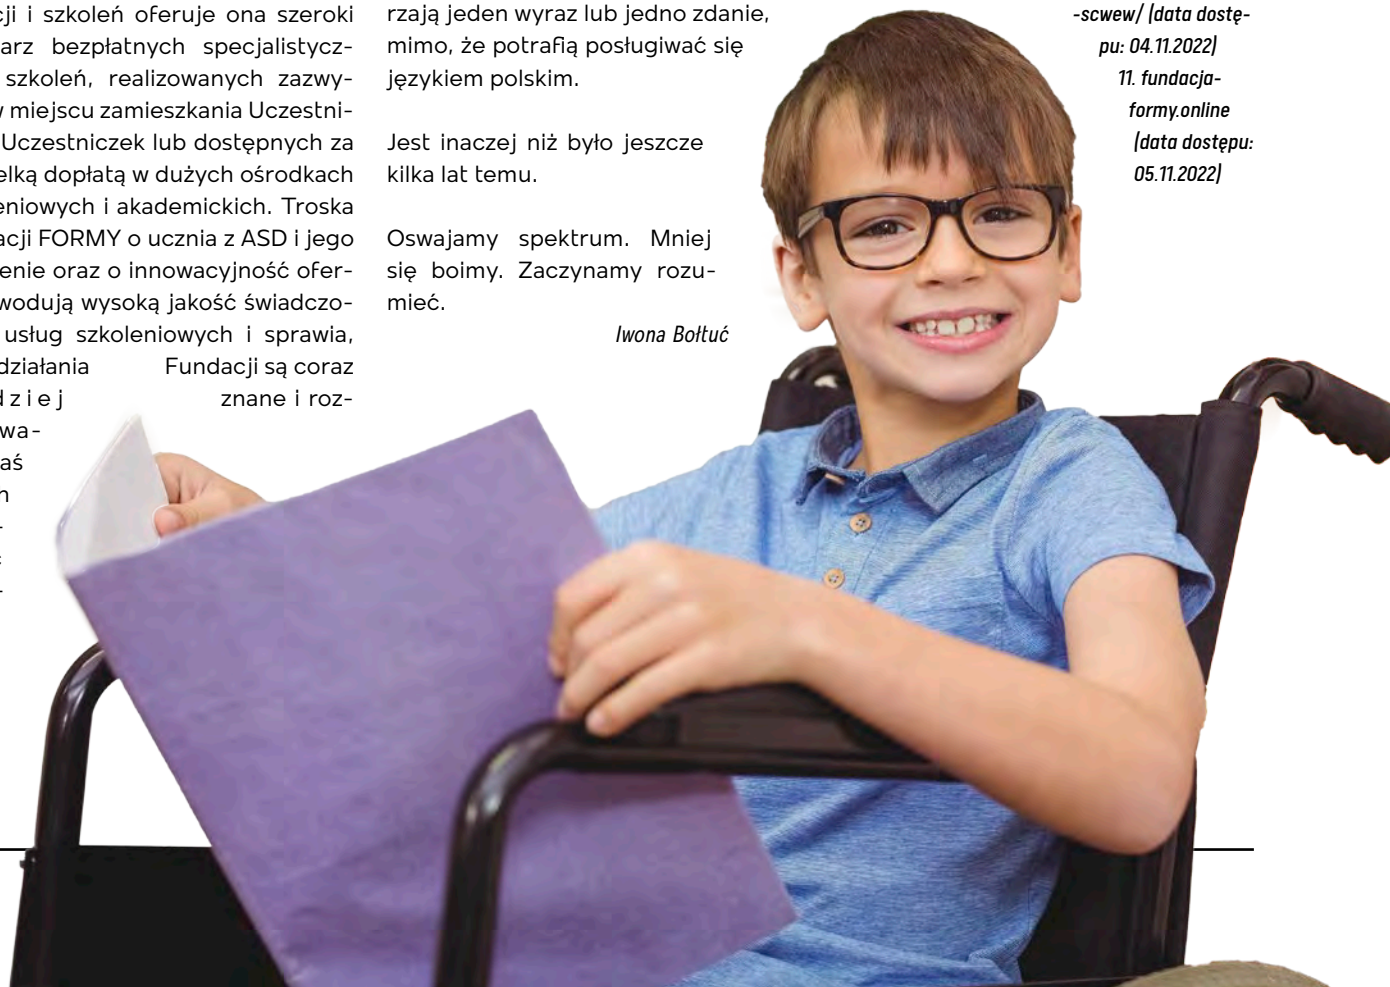 cji i szkoleń oferuje ona szeroki
arz bezpłatnych specjalistycz-
szkoleń, realizowanych zazwy-
w miejscu zamieszkania Uczestni-
Uczestniczek lub dostępnych za
elką dopłatą w dużych ośrodkach
eniowych i akademickich. Troska
acji FORMY o ucznia z ASD i jego
enie oraz o innowacyjność ofer-
wodują wysoką jakość świadczo-
usług szkoleniowych i sprawia,
działania Fundacji są coraz
dziej znane i roz-
wa-
aś
rzają jeden wyraz lub jedno zdanie,
mimo, że potrafią posługiwać się
językiem polskim.
Jest inaczej niż było jeszcze
kilka lat temu.
Oswajamy spektrum. Mniej
się boimy. Zaczynamy rozu-
mieć.
Iwona Bołtuć
-scwew/ (data dostę-
pu: 04.11.2022)
11. fundacja-
formy.online
(data dostępu:
05.11.2022)